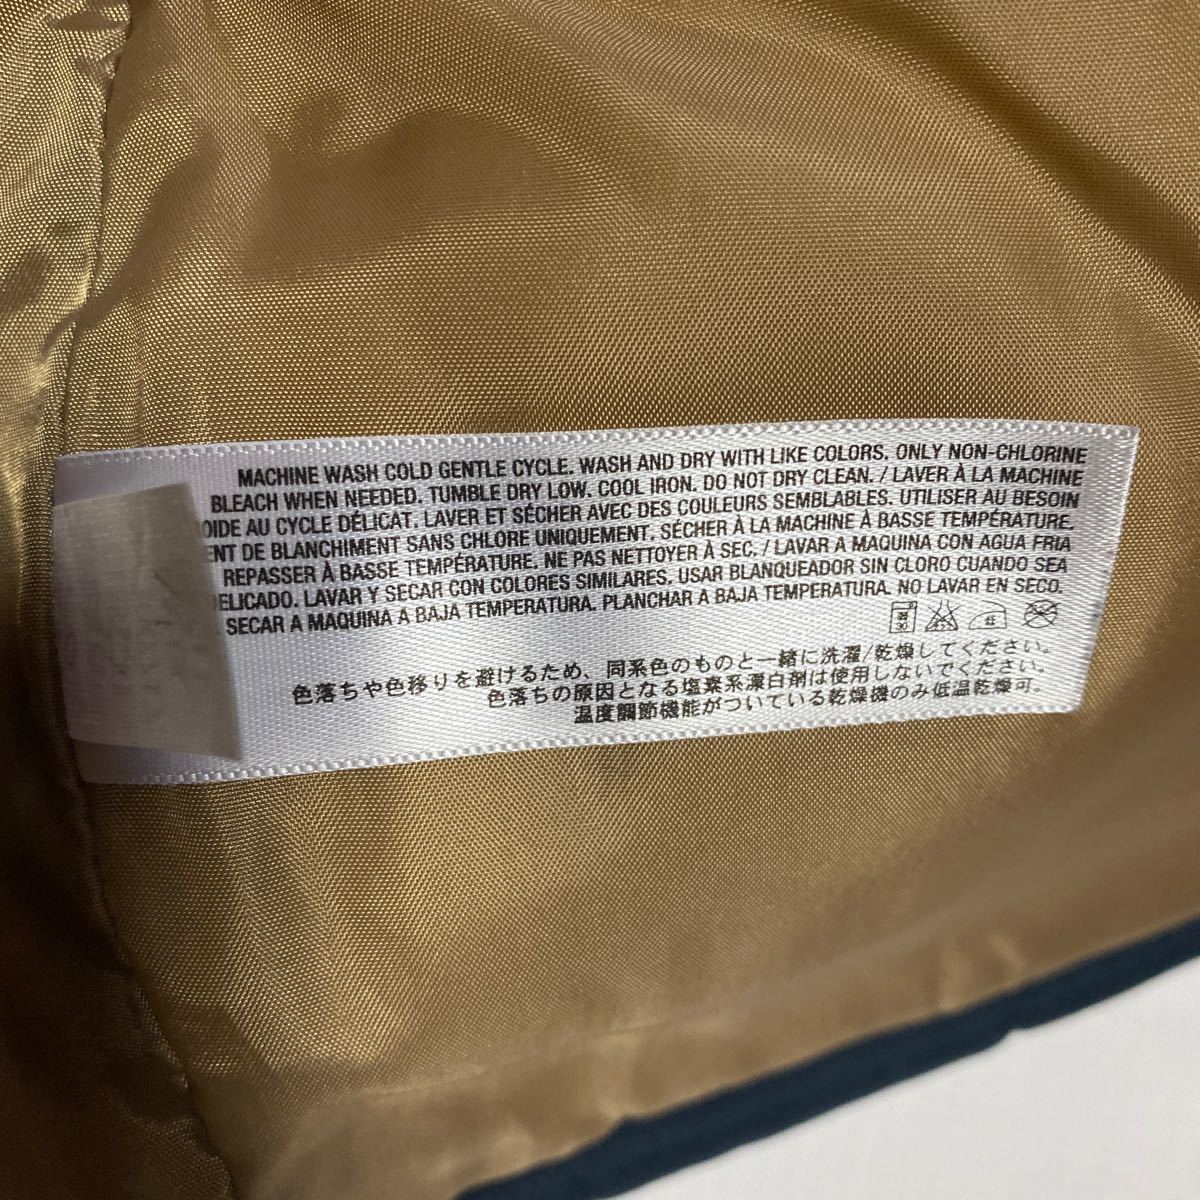 MACHINE WASH COLD GENTLE CYCLE. WASH AND DRY WITH LIKE COLORS. ONLY NON-CHLORINE
BLEACH WHEN NEEDED. TUMBLE DRY LOW. COOL IRON. DO NOT DRY CLEAN. / LAVER À LA MACHINE
AU CYCLE DÉLICAT. LAVER ET SÉCHER AVEC DES COULEURS SEMBLABLES. UTILISER AU BESOIN
DE BLANCHIMENT SANS CHLORE UNIQUEMENT. SÉCHER À LA MACHINE À BASSE TEMPÉRATURE.
REPASSER À BASSE TEMPÉRATURE. NE PAS NETTOYER À SEC. / LAVAR A MAQUINA CON AGUA FRIA
ELICADO. LAVAR Y SECAR CON COLORES SIMILARES. USAR BLANQUEADOR SIN CLORO CUANDO SEA
SECAR A MAQUINA A BAJA TEMPERATURA. PLANCHAR A BAJA TEMPERATURA. NO LAVAR EN SECO.
色落ちや色移りを避けるため、同系色のものと一緒に洗濯/乾燥してください。
色落ちの原因となる塩素系漂白剤は使用しないでください。
温度調節機能がついている乾燥機のみ低温乾燥可。